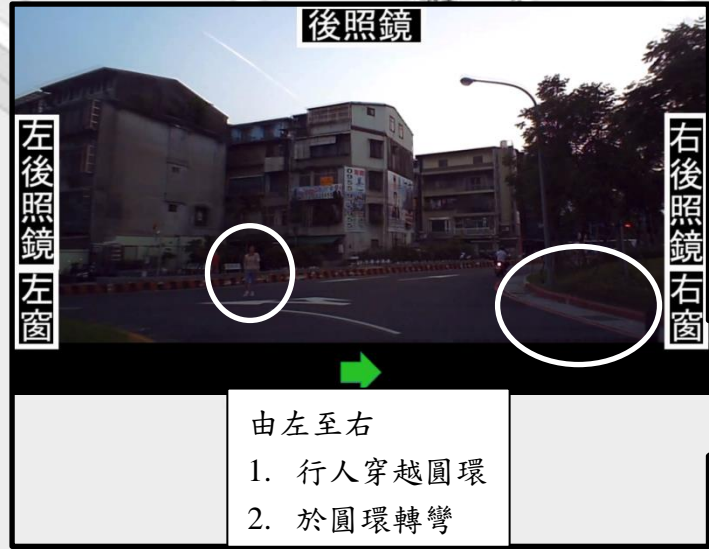 後照鏡
左後照鏡
左窗
右後照鏡
右窗
由左至右
1. 行人穿越圓環
2. 於圓環轉彎